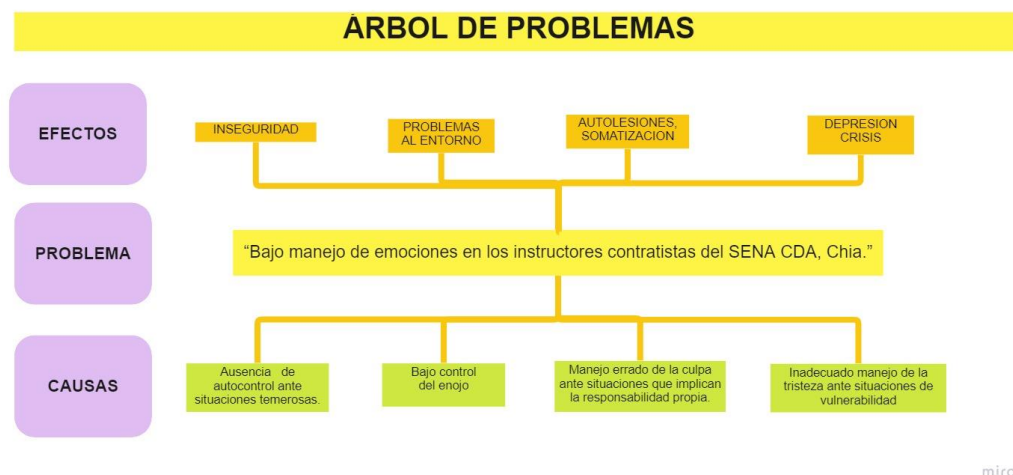 ÁRBOL DE PROBLEMAS
EFECTOS
INSEGURIDAD
PROBLEMAS
AL ENTORNO
AUTOLESIONES,
SOMATIZACION
DEPRESION
CRISIS
PROBLEMA
“Bajo manejo de emociones en los instructores contratistas del SENA CDA, Chia.”
CAUSAS
Ausencia de
autocontrol ante
situaciones temerosas.
Bajo control
del enojo
Manejo errado de la culpa
ante situaciones que implican
la responsabilidad propia.
Inadecuado manejo de la
tristeza ante situaciones de
vulnerabilidad